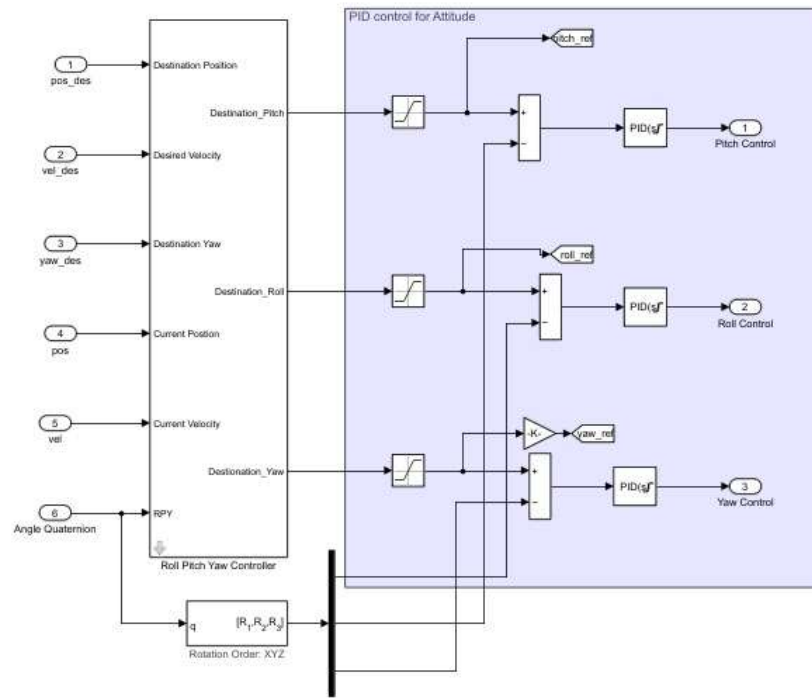 PID control for Attitude
pitch_ref
1
pos_des
Destination Position
Destination_Pitch
+
−
PID(s)
1
Pitch Control
2
vel_des
Desired Velocity
3
yaw_des
Destination Yaw
roll_ref
Destination_Roll
+
−
PID(s)
2
Roll Control
4
pos
Current Postion
5
vel
Current Velocity
-K-
yaw_ref
Destionation_Yaw
+
−
PID(s)
3
Yaw Control
6
Angle Quaternion
RPY
Roll Pitch Yaw Controller
q
[R1,R2,R3]
Rotation Order: XYZ